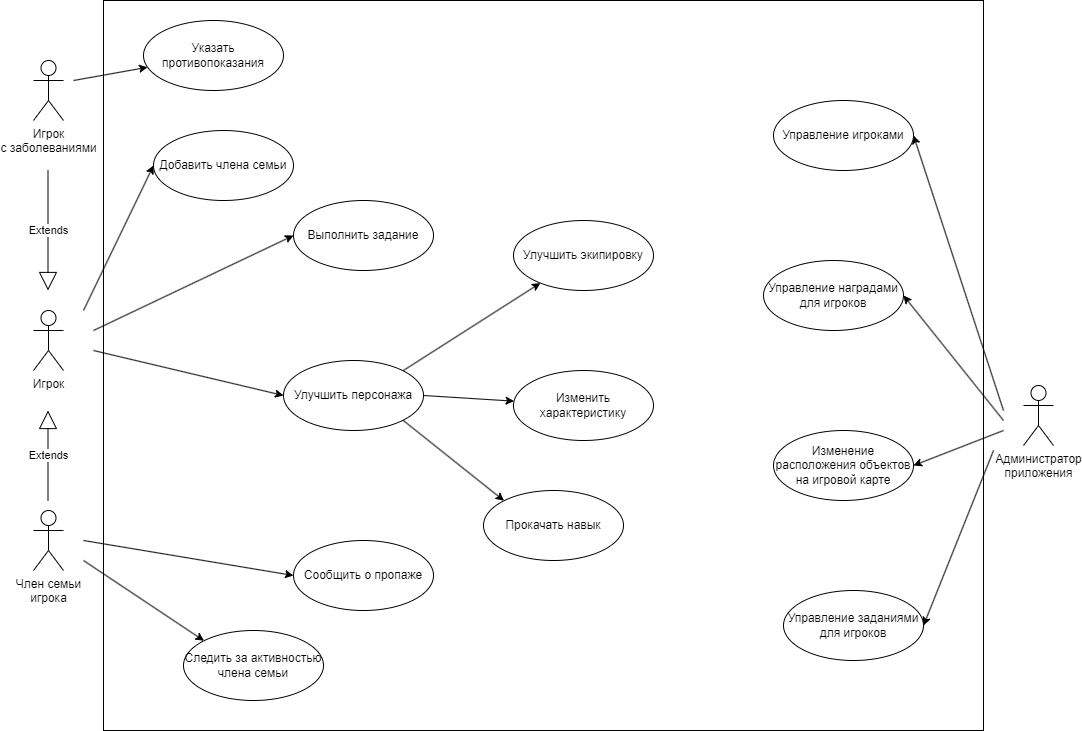 Указать
противопоказания
Игрок
с заболеваниями
Добавить члена семьи
Extends
Выполнить задание
Игрок
Улучшить персонажа
Улучшить экипировку
Изменить
характеристику
Прокачать навык
Extends
Член семьи
игрока
Сообщить о пропаже
Следить за активностью
члена семьи
Управление игроками
Управление наградами
для игроков
Изменение
расположения объектов
на игровой карте
Управление заданиями
для игроков
Администратор
приложения